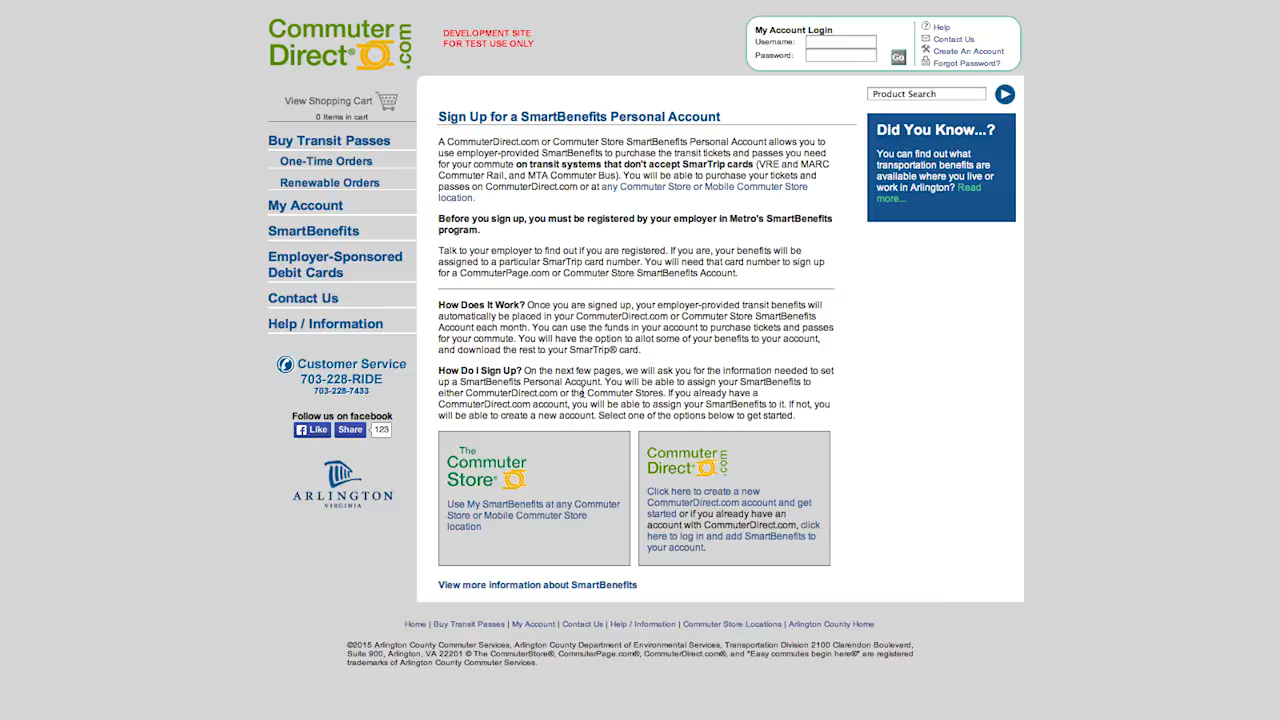 Commuter
Direct®
.com
DEVELOPMENT SITE
FOR TEST USE ONLY
My Account Login
Username:
Password:
Go
Help
Contact Us
Create An Account
Forgot Password?
View Shopping Cart
0 Items in cart
Buy Transit Passes
One-Time Orders
Renewable Orders
My Account
SmartBenefits
Employer-Sponsored
Debit Cards
Contact Us
Help / Information
Customer Service
703-228-RIDE
703-228-7433
Follow us on facebook
Like Share 123
ARLINGTON
VIRGINIA
Sign Up for a SmartBenefits Personal Account
A CommuterDirect.com or Commuter Store SmartBenefits Personal Account allows you to
use employer-provided SmartBenefits to purchase the transit tickets and passes you need
for your commute on transit systems that don't accept SmarTrip cards (VRE and MARC
Commuter Rail, and MTA Commuter Bus). You will be able to purchase your tickets and
passes on CommuterDirect.com or at any Commuter Store or Mobile Commuter Store
location.
Before you sign up, you must be registered by your employer in Metro's SmartBenefits
program.
Talk to your employer to find out if you are registered. If you are, your benefits will be
assigned to a particular SmarTrip card number. You will need that card number to sign up
for a CommuterPage.com or Commuter Store SmartBenefits Account.
How Does It Work? Once you are signed up, your employer-provided transit benefits will
automatically be placed in your CommuterDirect.com or Commuter Store SmartBenefits
Account each month. You can use the funds in your account to purchase tickets and passes
for your commute. You will have the option to allot some of your benefits to your account,
and download the rest to your SmarTrip® card.
How Do I Sign Up? On the next few pages, we will ask you for the information needed to set
up a SmartBenefits Personal Account. You will be able to assign your SmartBenefits to
either CommuterDirect.com or the Commuter Stores. If you already have a
CommuterDirect.com account, you will be able to assign your SmartBenefits to it. If not, you
will be able to create a new account. Select one of the options below to get started.
The
Commuter
Store®
Use My SmartBenefits at any Commuter
Store or Mobile Commuter Store
location
Commuter
Direct®
.com
Click here to create a new
CommuterDirect.com account and get
started or if you already have an
account with CommuterDirect.com, click
here to log in and add SmartBenefits to
your account.
View more information about SmartBenefits
Product Search
Did You Know...?
You can find out what
transportation benefits are
available where you live or
work in Arlington? Read
more...
Home | Buy Transit Passes | My Account | Contact Us | Help / Information | Commuter Store Locations | Arlington County Home
©2015 Arlington County Commuter Services, Arlington County Department of Environmental Services, Transportation Division 2100 Clarendon Boulevard,
Suite 900, Arlington, VA 22201 © The CommuterStore®, CommuterPage.com®, CommuterDirect.com®, and "Easy commutes begin here®" are registered
trademarks of Arlington County Commuter Services.